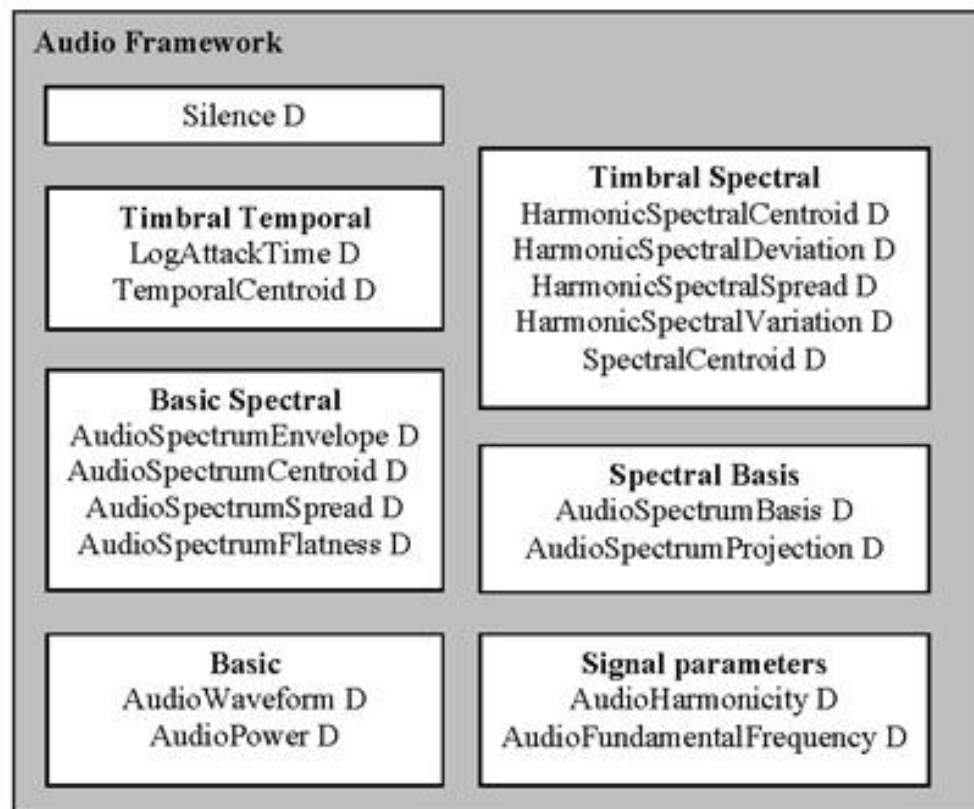 Audio Framework
Silence D
Timbral Temporal
LogAttackTime D
TemporalCentroid D
Basic Spectral
AudioSpectrumEnvelope D
AudioSpectrumCentroid D
AudioSpectrumSpread D
AudioSpectrumFlatness D
Basic
AudioWaveform D
AudioPower D
Timbral Spectral
HarmonicSpectralCentroid D
HarmonicSpectralDeviation D
HarmonicSpectralSpread D
HarmonicSpectralVariation D
SpectralCentroid D
Spectral Basis
AudioSpectrumBasis D
AudioSpectrumProjection D
Signal parameters
AudioHarmonicity D
AudioFundamentalFrequency D